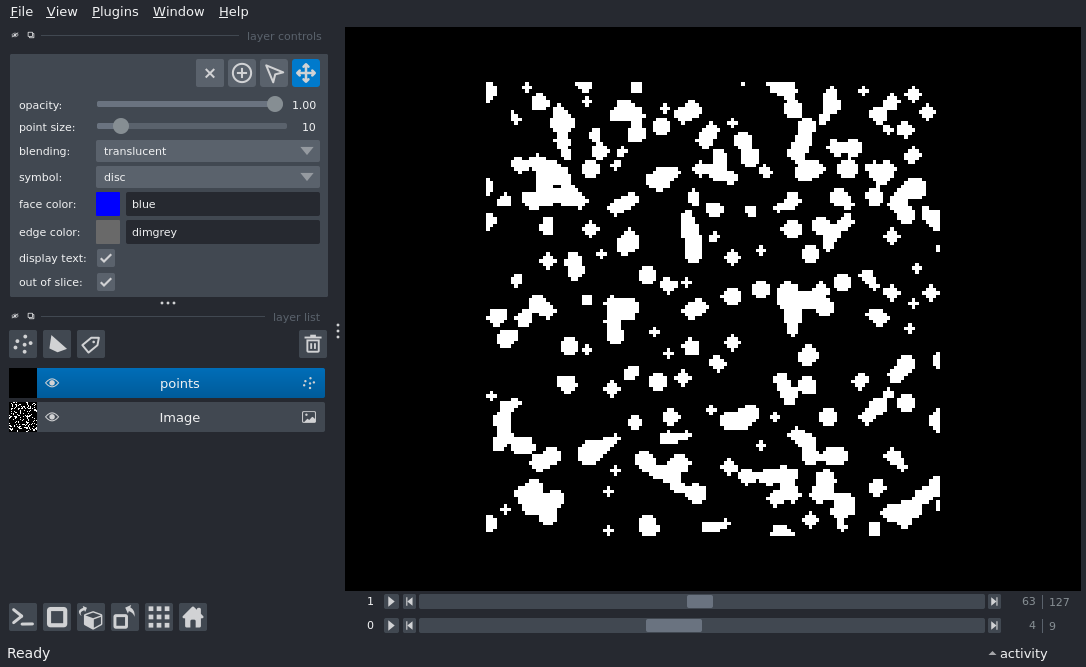 File View Plugins Window Help
layer controls
opacity: 1.00
point size: 10
blending: translucent
symbol: disc
face color: blue
edge color: dimgrey
display text:
out of slice:
layer list
points
Image
1 63 | 127
0 4 | 9
Ready activity